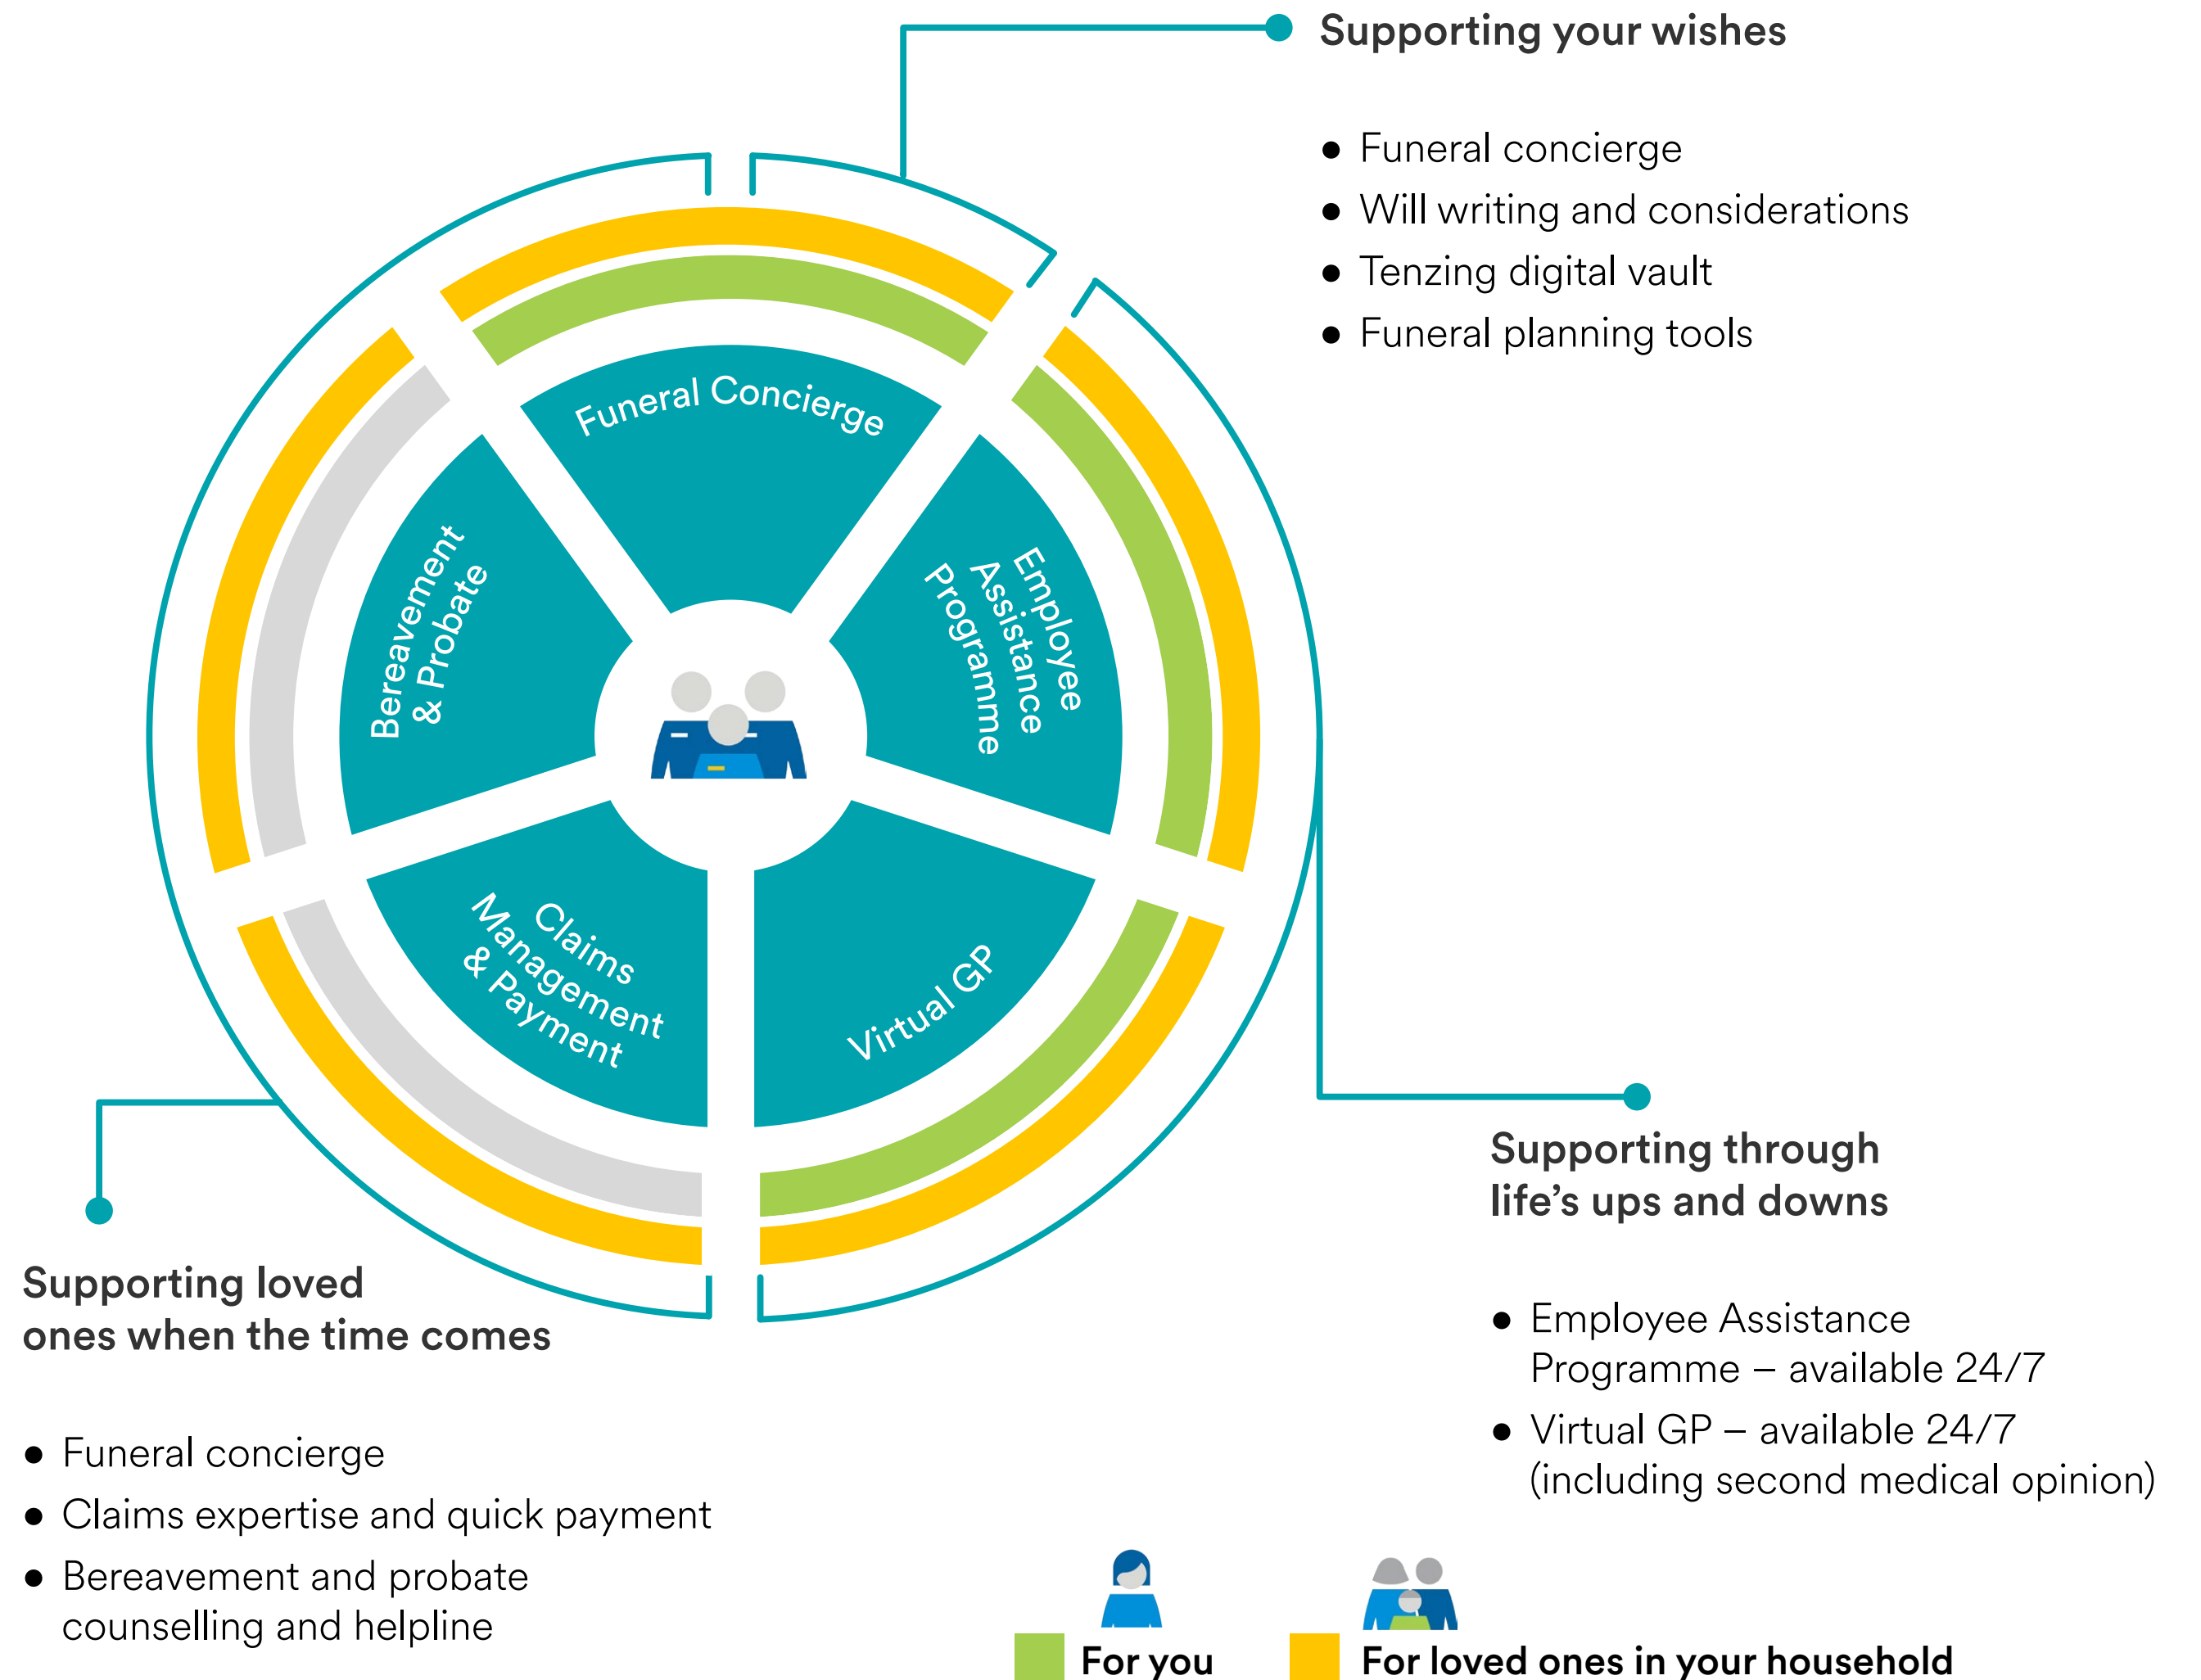 Supporting your wishes
● Funeral concierge
● Will writing and considerations
● Tenzing digital vault
● Funeral planning tools
Funeral Concierge
Employee
Assistance
Programme
Bereavement
& Probate
Claims
Management
& Payment
Virtual GP
Supporting through
life’s ups and downs
● Employee Assistance
Programme – available 24/7
● Virtual GP – available 24/7
(including second medical opinion)
Supporting loved
ones when the time comes
● Funeral concierge
● Claims expertise and quick payment
● Bereavement and probate
counselling and helpline
For you
For loved ones in your household